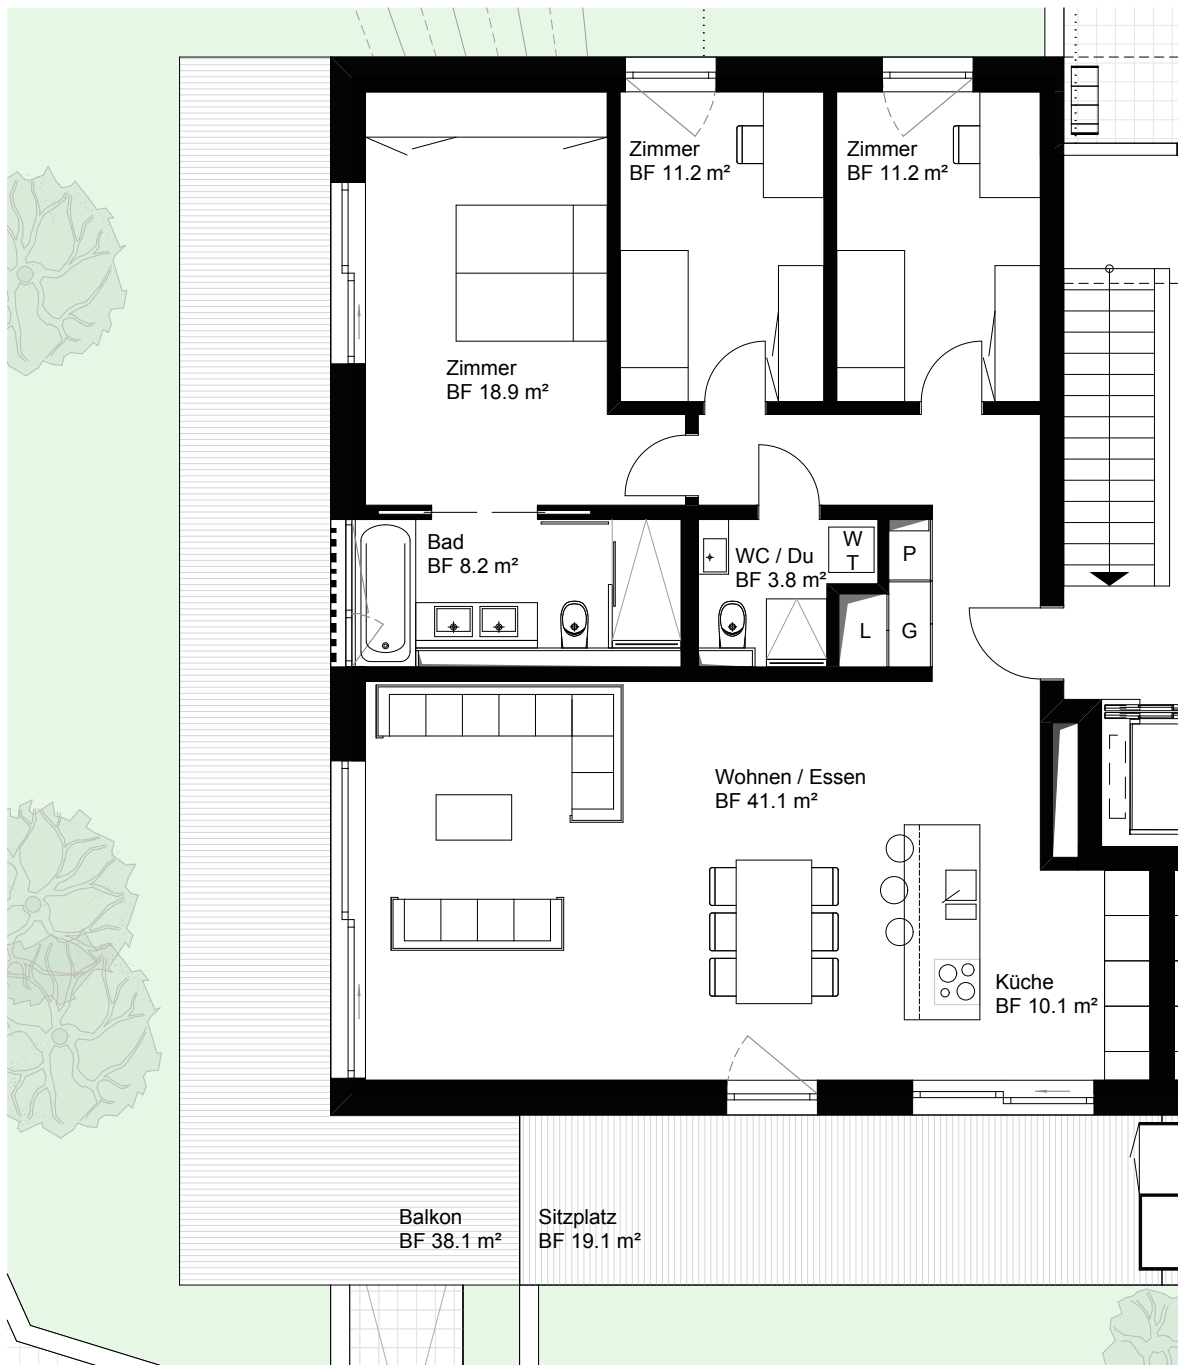 Zimmer
BF 11.2 m²
Zimmer
BF 11.2 m²
Zimmer
BF 18.9 m²
Bad
BF 8.2 m²
WC / Du
BF 3.8 m²
W
T
P
L
G
Wohnen / Essen
BF 41.1 m²
Küche
BF 10.1 m²
Balkon
BF 38.1 m²
Sitzplatz
BF 19.1 m²